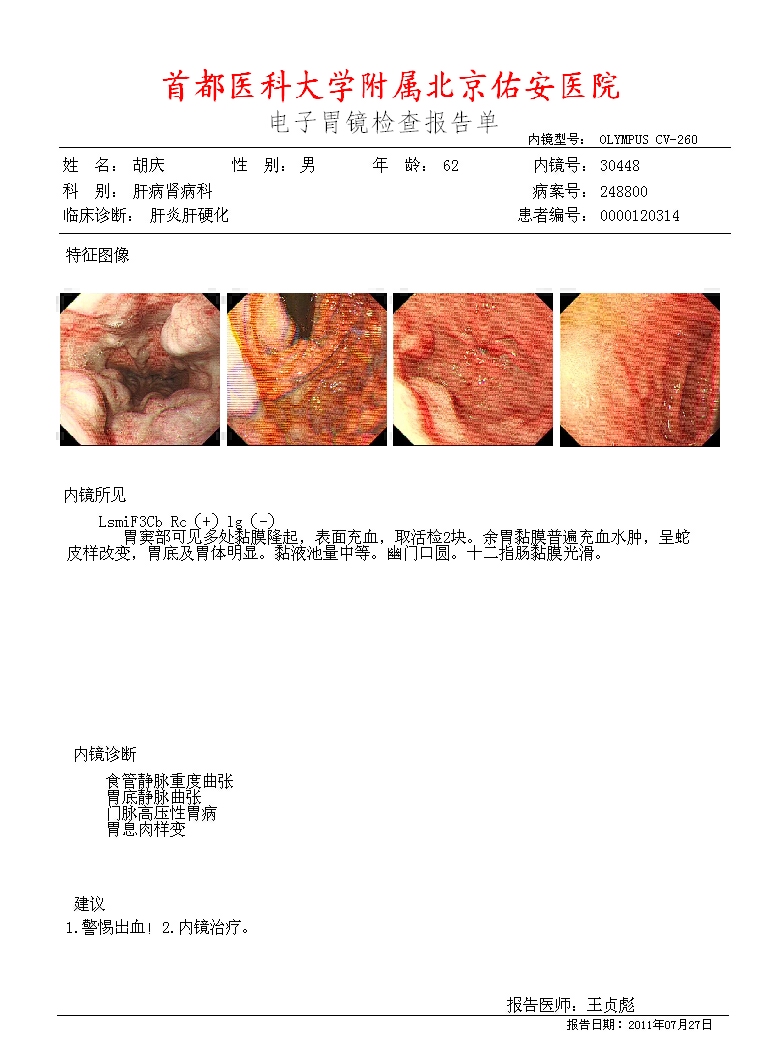 首都医科大学附属北京佑安医院
电子胃镜检查报告单
内镜型号： OLYMPUS CV-260
姓 名： 胡庆 性 别： 男 年 龄： 62 内镜号： 30448
科 别： 肝病肾病科 病案号： 248800
临床诊断： 肝炎肝硬化 患者编号： 0000120314
特征图像
内镜所见
LsmiF3Cb Rc（+）lg（-）
胃窦部可见多处黏膜隆起，表面充血，取活检2块。余胃黏膜普遍充血水肿，呈蛇
皮样改变，胃底及胃体明显。黏液池量中等。幽门口圆。十二指肠黏膜光滑。
内镜诊断
食管静脉重度曲张
胃底静脉曲张
门脉高压性胃病
胃息肉样变
建议
1.警惕出血！2.内镜治疗。
报告医师：王贞彪
报告日期：2011年07月27日